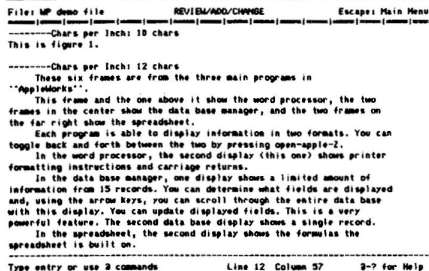 File: WP demo file REVIEW/ADD/CHANGE Escape: Main Menu
--------Chars per Inch: 10 chars
This is figure 1.
--------Chars per Inch: 12 chars
These six frames are from the three main programs in
``AppleWorks''.
This frame and the one above it show the word processor, the two
frames in the center show the data base manager, and the two frames on
the far right show the spreadsheet.
Each program is able to display information in two formats. You can
toggle back and forth between the two by pressing open-apple-Z.
In the word processor, the second display (this one) shows printer
formatting instructions and carriage returns.
In the data base manager, one display shows a limited amount of
information from 15 records. You can determine what fields are displayed
and, using the arrow keys, you can scroll through the entire data base
with this display. You can update displayed fields. This is a very
powerful feature. The second data base display shows a single record.
In the spreadsheet, the second display shows the formulas the
spreadsheet is built on.
Type entry or use @ commands Line 12 Column 57 @-? for Help